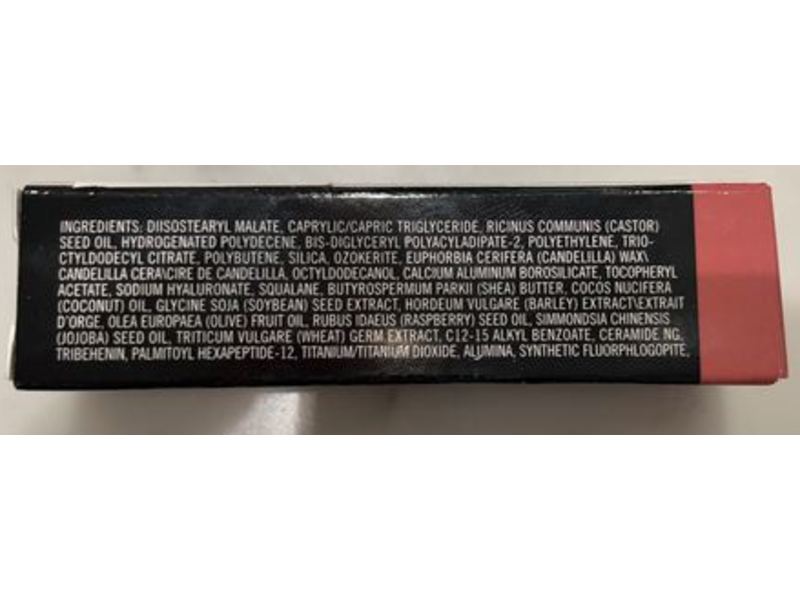 INGREDIENTS: DIISOSTEARYL MALATE, CAPRYLIC/CAPRIC TRIGLYCERIDE, RICINUS COMMUNIS (CASTOR)
SEED OIL, HYDROGENATED POLYDECENE, BIS-DIGLYCERYL POLYACYLADIPATE-2, POLYETHYLENE, TRIO-
CTYLDODECYL CITRATE, POLYBUTENE, SILICA, OZOKERITE, EUPHORBIA CERIFERA (CANDELILLA) WAX\
CANDELILLA CERA\CIRE DE CANDELILLA, OCTYLDODECANOL, CALCIUM ALUMINUM BOROSILICATE, TOCOPHERYL
ACETATE, SODIUM HYALURONATE, SQUALANE, BUTYROSPERMUM PARKII (SHEA) BUTTER, COCOS NUCIFERA
(COCONUT) OIL, GLYCINE SOJA (SOYBEAN) SEED EXTRACT, HORDEUM VULGARE (BARLEY) EXTRACT\EXTRAIT
D'ORGE, OLEA EUROPAEA (OLIVE) FRUIT OIL, RUBUS IDAEUS (RASPBERRY) SEED OIL, SIMMONDSIA CHINENSIS
(JOJOBA) SEED OIL, TRITICUM VULGARE (WHEAT) GERM EXTRACT, C12-15 ALKYL BENZOATE, CERAMIDE NG,
TRIBEHENIN, PALMITOYL HEXAPEPTIDE-12, TITANIUM/TITANIUM DIOXIDE, ALUMINA, SYNTHETIC FLUORPHLOGOPITE,